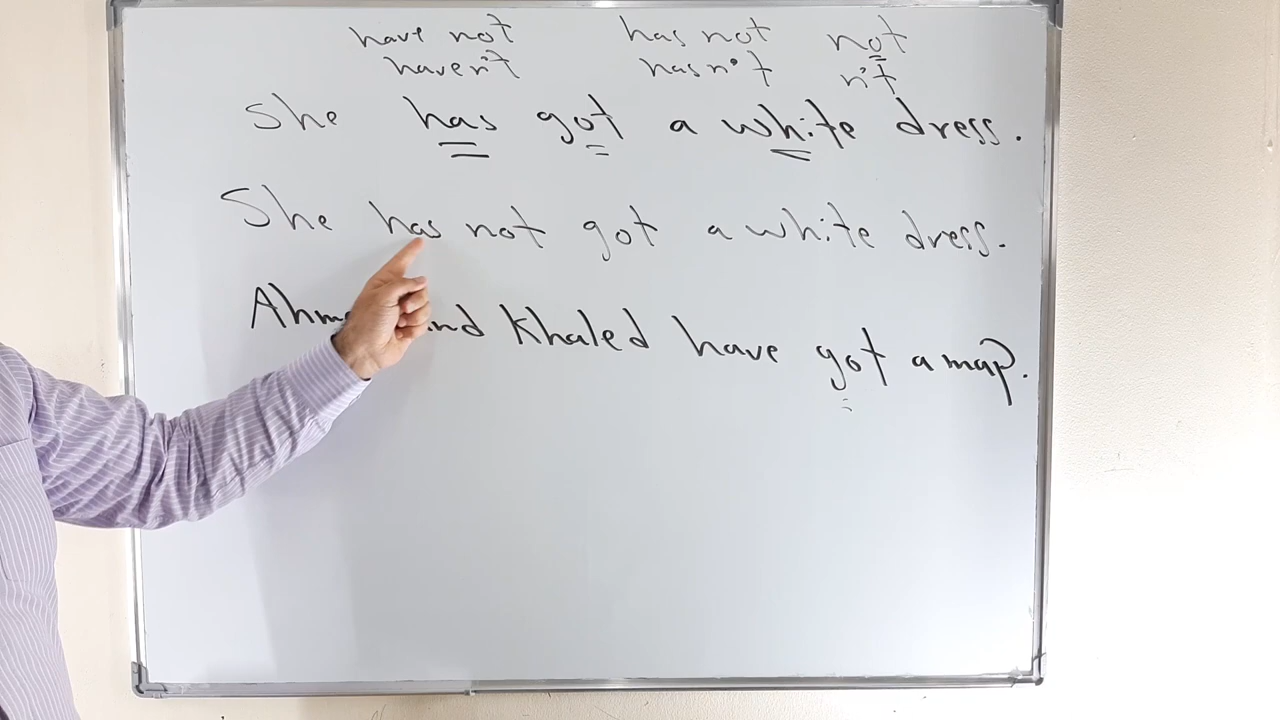 have not has not not
haven't hasn't n't
She has got a white dress.
She has not got a white dress.
and Khaled have got a map.